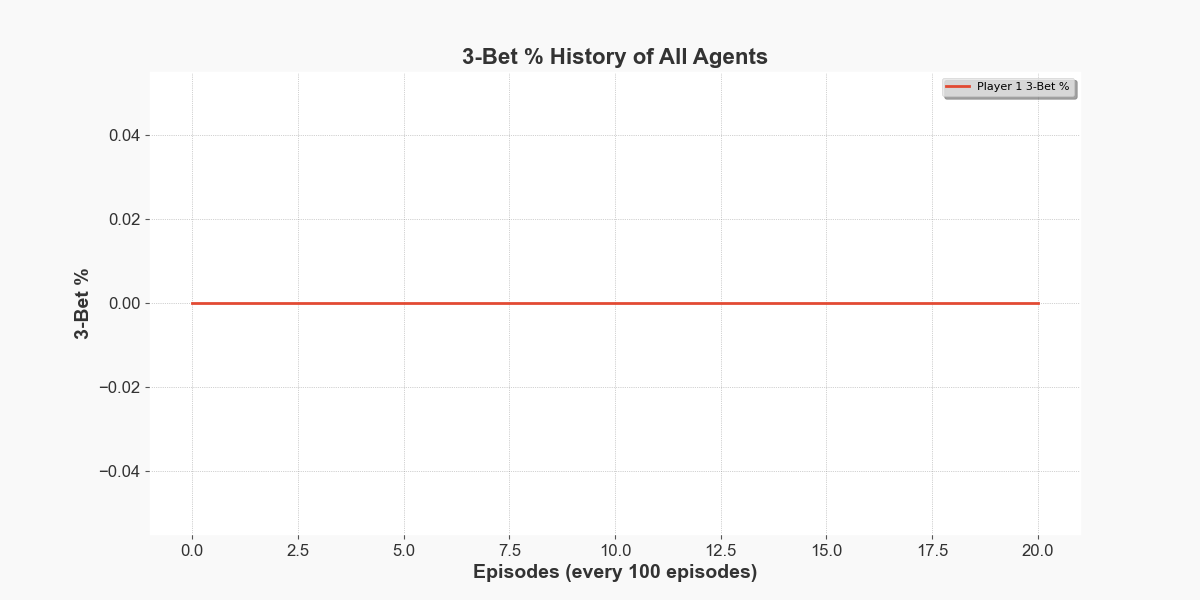 3-Bet % History of All Agents
Player 1 3-Bet %
0.04
0.02
0.00
−0.02
−0.04
3-Bet %
0.0 2.5 5.0 7.5 10.0 12.5 15.0 17.5 20.0
Episodes (every 100 episodes)